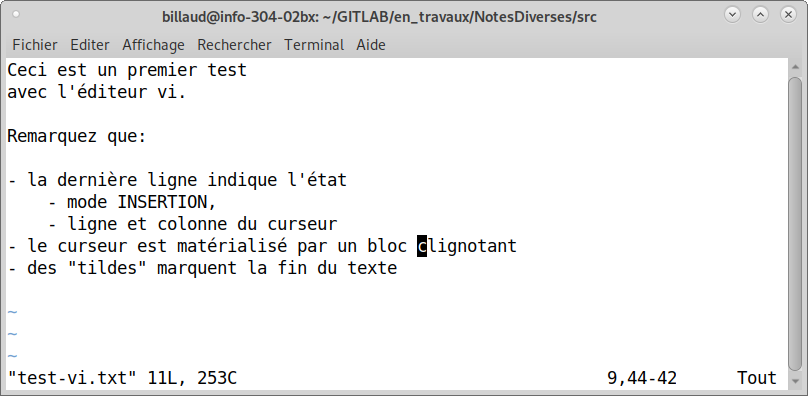 billaud@info-304-02bx: ~/GITLAB/en_travaux/NotesDiverses/src
Fichier Editer Affichage Rechercher Terminal Aide
Ceci est un premier test
avec l'éditeur vi.
Remarquez que:
- la dernière ligne indique l'état
- mode INSERTION,
- ligne et colonne du curseur
- le curseur est matérialisé par un bloc clignotant
- des "tildes" marquent la fin du texte
~
~
~
"test-vi.txt" 11L, 253C 9,44-42 Tout